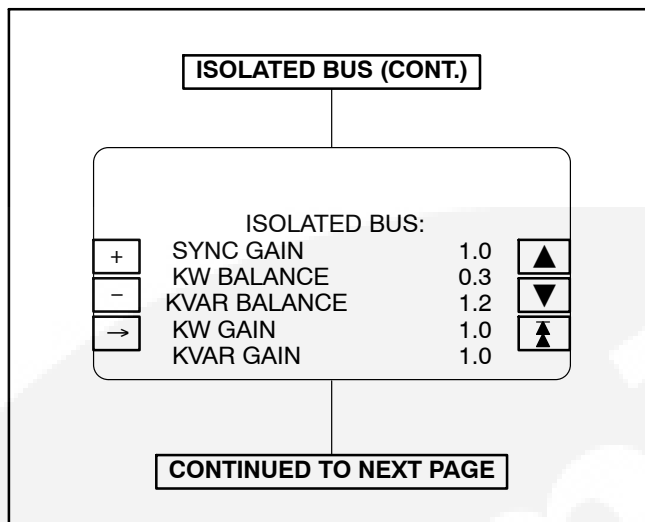 ISOLATED BUS (CONT.)
ISOLATED BUS:
+ SYNC GAIN 1.0 ▲
KW BALANCE 0.3
− KVAR BALANCE 1.2 ▼
→ KW GAIN 1.0
KVAR GAIN 1.0
CONTINUED TO NEXT PAGE